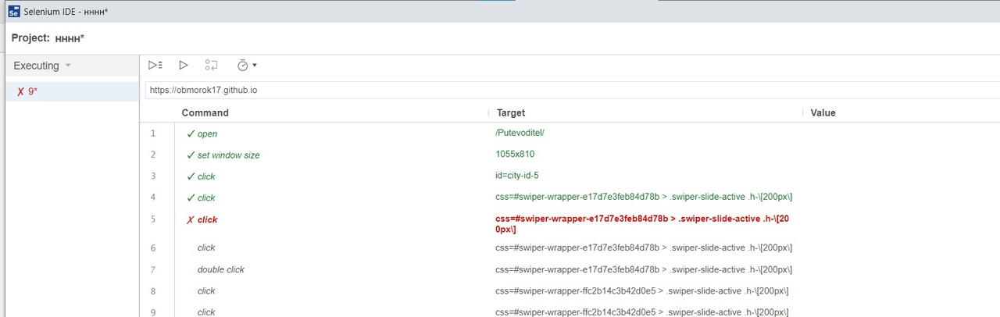 Selenium IDE - нннн*
Project: нннн*
Executing
✗ 9*
https://obmorok17.github.io
Command Target Value
1 ✓ open /Putevoditel/
2 ✓ set window size 1055x810
3 ✓ click id=city-id-5
4 ✓ click css=#swiper-wrapper-e17d7e3feb84d78b > .swiper-slide-active .h-\[200px\]
5 ✗ click css=#swiper-wrapper-e17d7e3feb84d78b > .swiper-slide-active .h-\[20
0px\]
6 click css=#swiper-wrapper-e17d7e3feb84d78b > .swiper-slide-active .h-\[200px\]
7 double click css=#swiper-wrapper-e17d7e3feb84d78b > .swiper-slide-active .h-\[200px\]
8 click css=#swiper-wrapper-ffc2b14c3b42d0e5 > .swiper-slide-active .h-\[200px\]
9 click css=#swiper-wrapper-ffc2b14c3b42d0e5 > .swiper-slide-active .h-\[200px\]